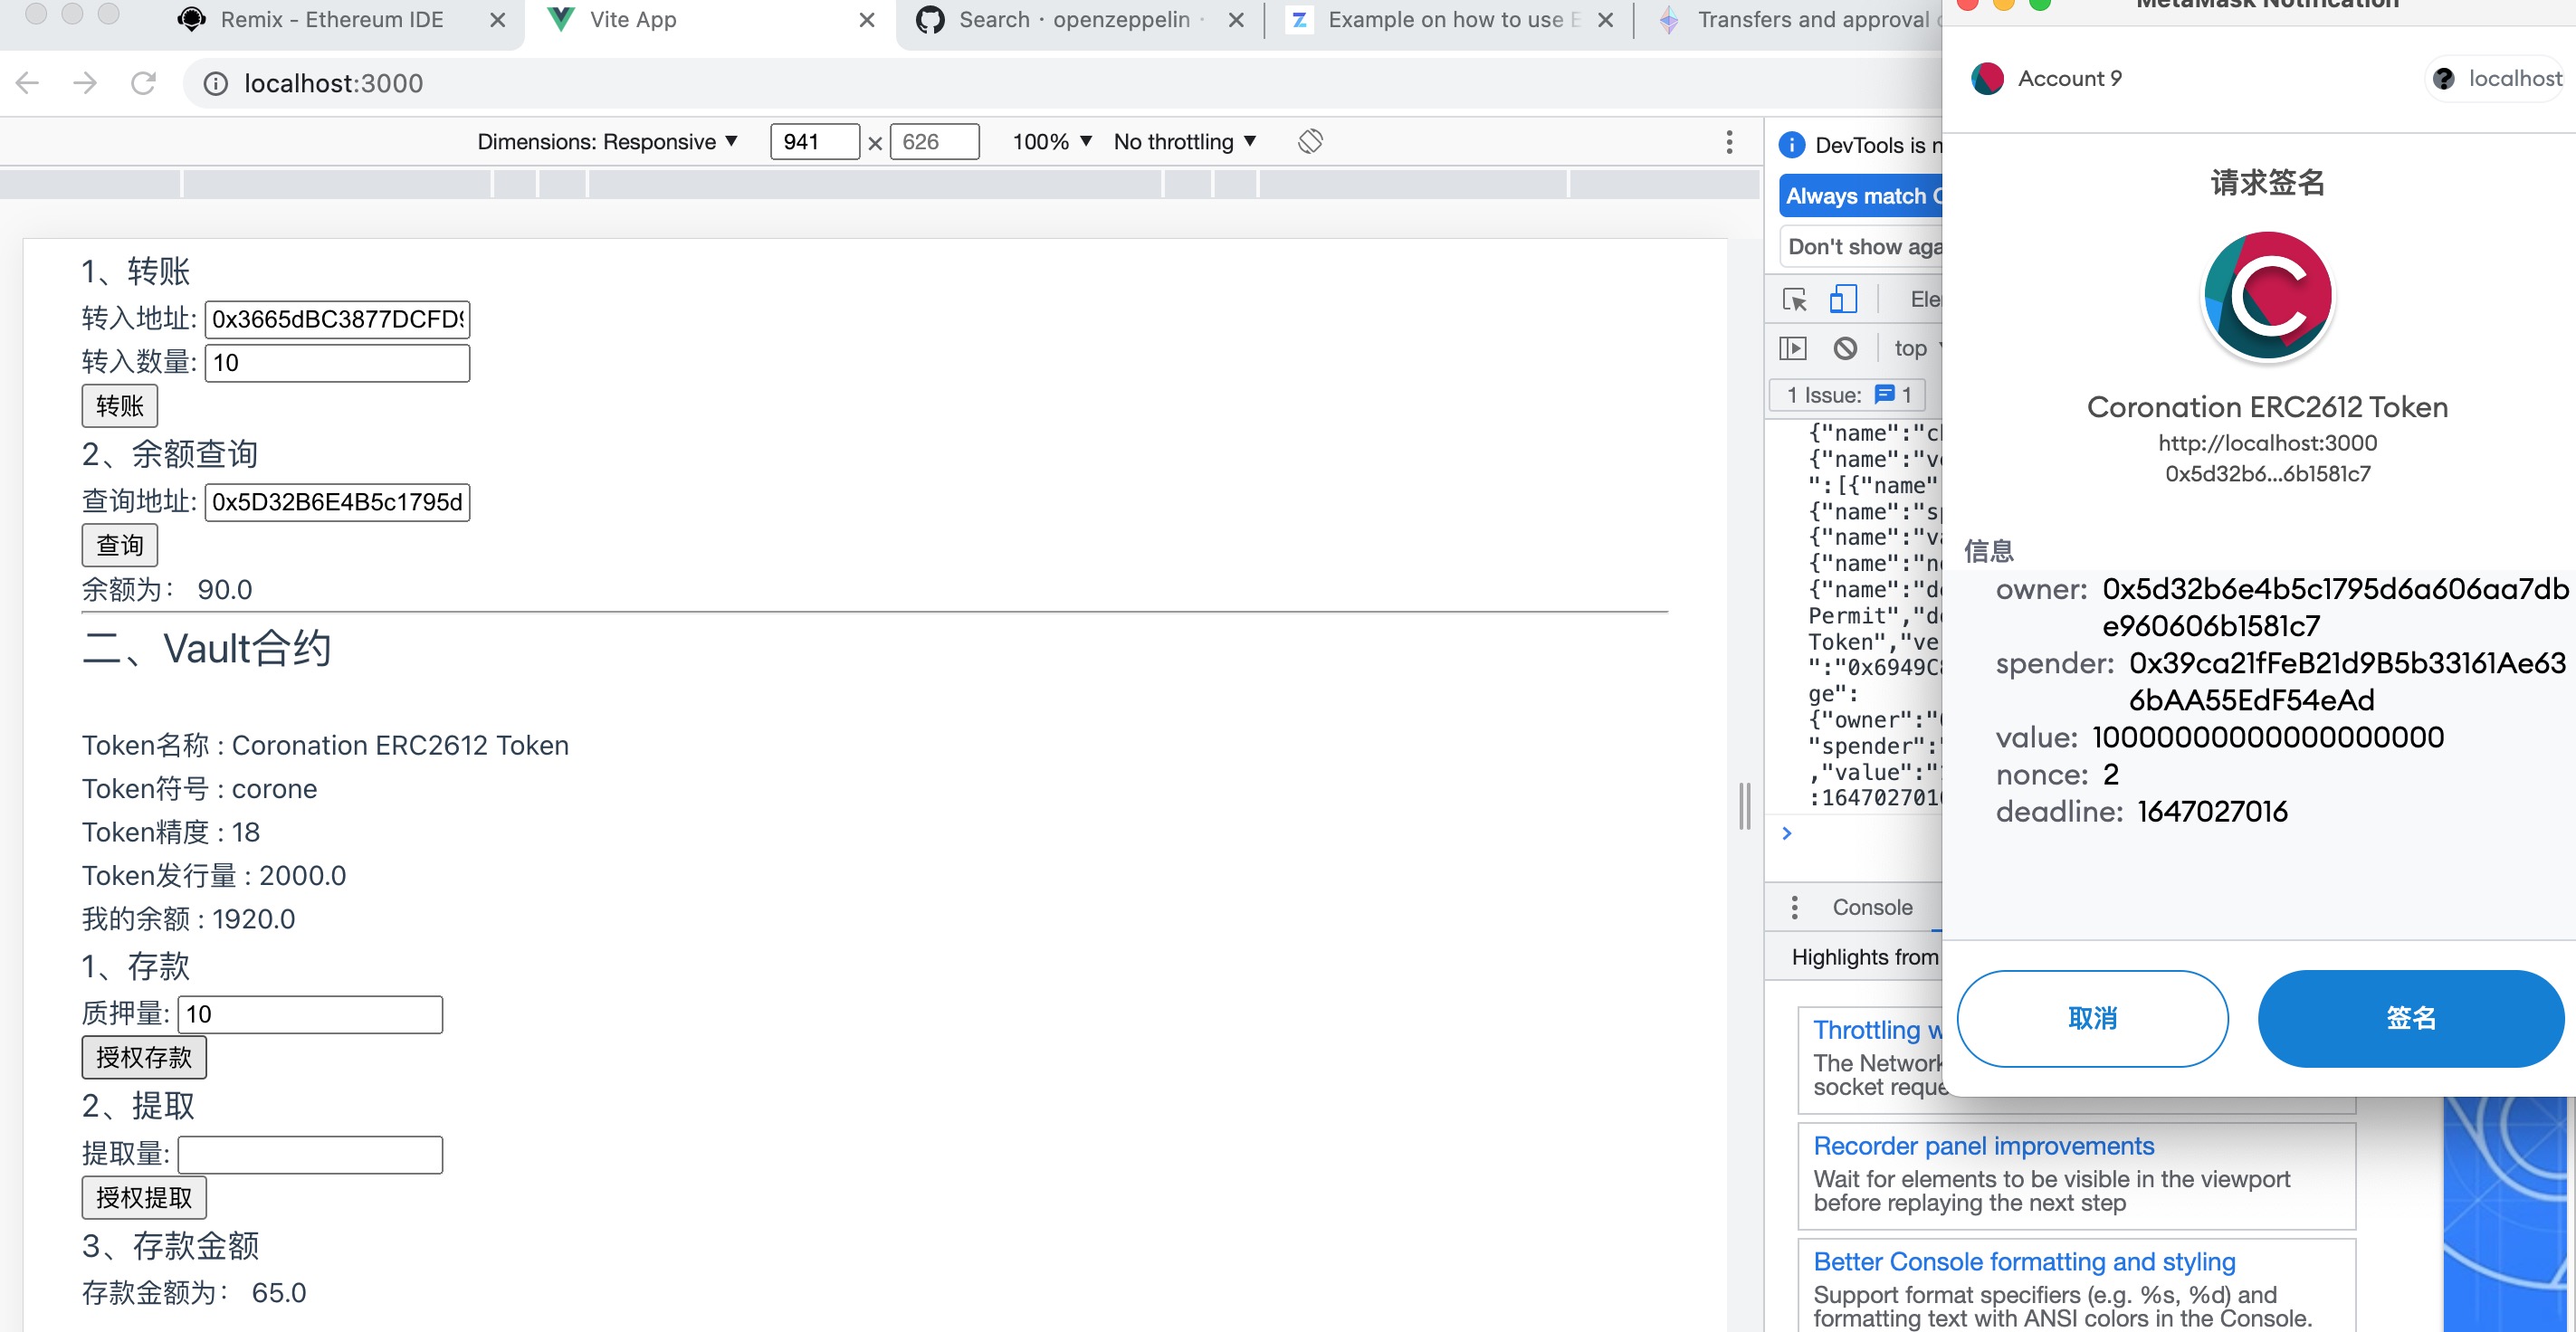 Remix - Ethereum IDE
Vite App
Search · openzeppelin
Example on how to use E
Transfers and approval
localhost:3000
Dimensions: Responsive
941 × 626
100%
No throttling
1、转账
转入地址: 0x3665dBC3877DCFD
转入数量: 10
转账
2、余额查询
查询地址: 0x5D32B6E4B5c1795d
查询
余额为： 90.0
二、Vault合约
Token名称 : Coronation ERC2612 Token
Token符号 : corone
Token精度 : 18
Token发行量 : 2000.0
我的余额 : 1920.0
1、存款
质押量: 10
授权存款
2、提取
提取量:
授权提取
3、存款金额
存款金额为： 65.0
DevTools is n
Always match
Don't show aga
Ele
top
1 Issue: 1
{"name":"c
{"name":"v
":[{"name"
{"name":"s
{"name":"v
{"name":"n
{"name":"d
Permit","d
Token","ve
":"0x6949C
ge":
{"owner":"
"spender":
,"value":"
:164702701
>
Console
Highlights from
Throttling w
The Network
socket reque
Recorder panel improvements
Wait for elements to be visible in the viewport
before replaying the next step
Better Console formatting and styling
Support format specifiers (e.g. %s, %d) and
formatting text with ANSI colors in the Console.
MetaMask Notification
Account 9
localhost
请求签名
Coronation ERC2612 Token
http://localhost:3000
0x5d32b6...6b1581c7
信息
owner: 0x5d32b6e4b5c1795d6a606aa7db
e960606b1581c7
spender: 0x39ca21fFeB21d9B5b33161Ae63
6bAA55EdF54eAd
value: 10000000000000000000
nonce: 2
deadline: 1647027016
取消
签名